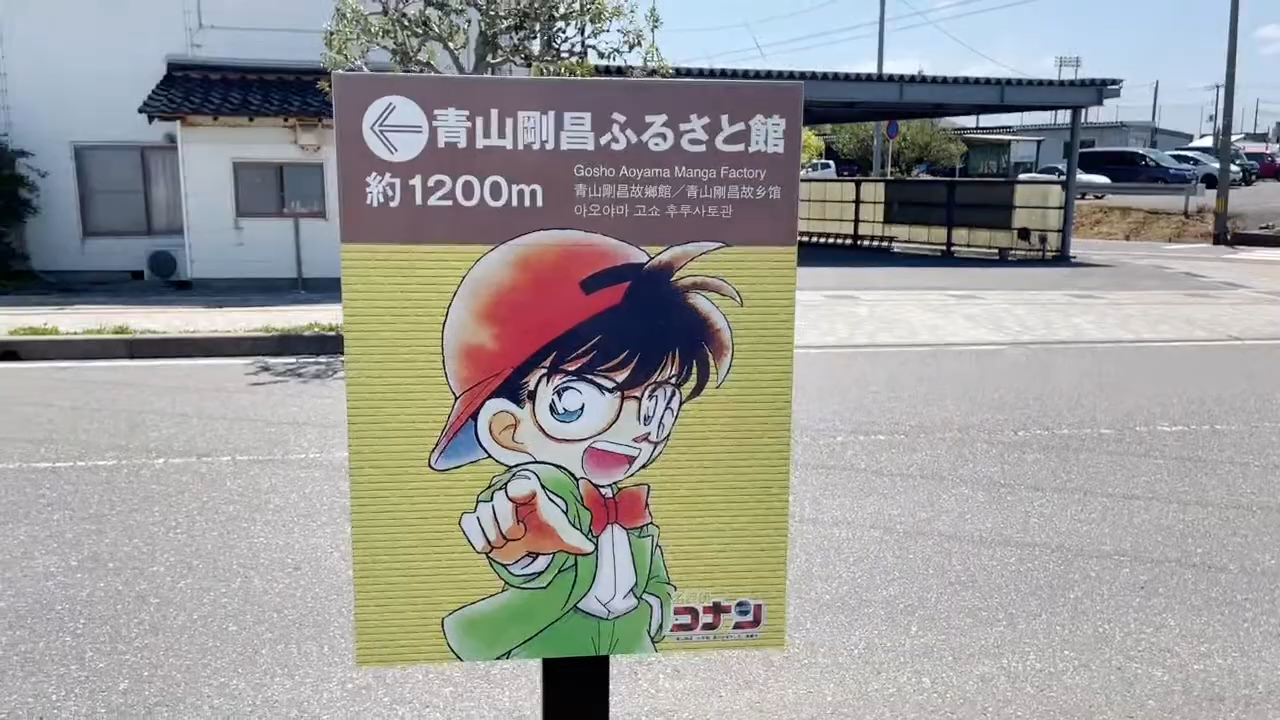 青山剛昌ふるさと館
約1200m
Gosho Aoyama Manga Factory
青山剛昌故鄉館／青山剛昌故乡馆
아오야마 고쇼 후루사토관
名探偵
コナン